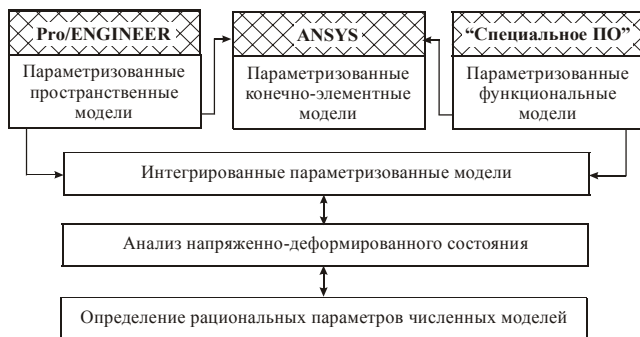 Pro/ENGINEER
Параметризованные
пространственные
модели
ANSYS
Параметризованные
конечно-элементные
модели
“Специальное ПО”
Параметризованные
функциональные
модели
Интегрированные параметризованные модели
Анализ напряженно-деформированного состояния
Определение рациональных параметров численных моделей